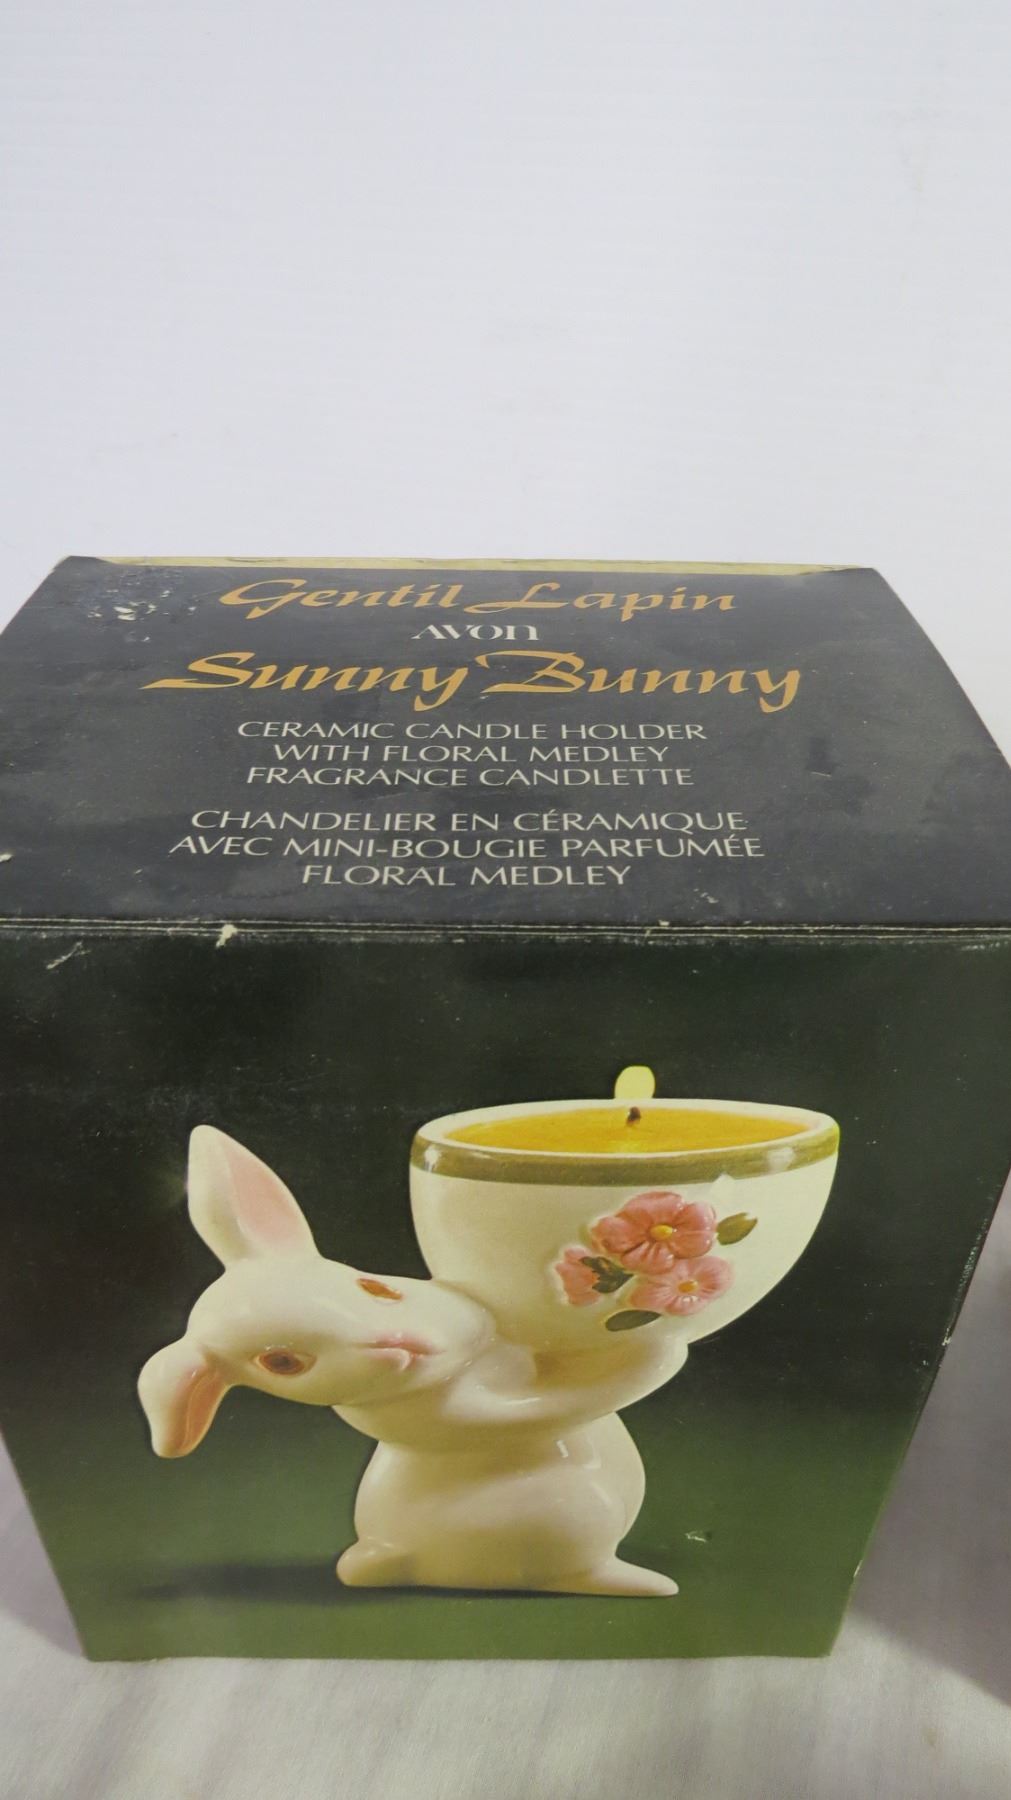 Gentil Lapin
AVON
Sunny Bunny
CERAMIC CANDLE HOLDER
WITH FLORAL MEDLEY
FRAGRANCE CANDLETTE
CHANDELIER EN CÉRAMIQUE
AVEC MINI-BOUGIE PARFUMÉE
FLORAL MEDLEY